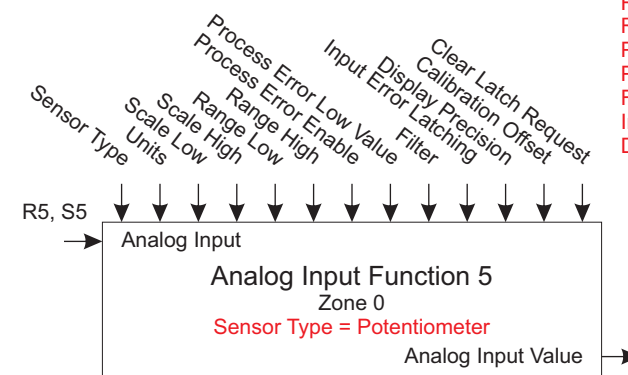 Sensor Type
Units
Scale Low
Scale High
Range Low
Range High
Process Error Enable
Process Error Low Value
Filter
Input Error Latching
Display Precision
Calibration Offset
Clear Latch Request
R5, S5
Analog Input
Analog Input Function 5
Zone 0
Sensor Type = Potentiometer
Analog Input Value